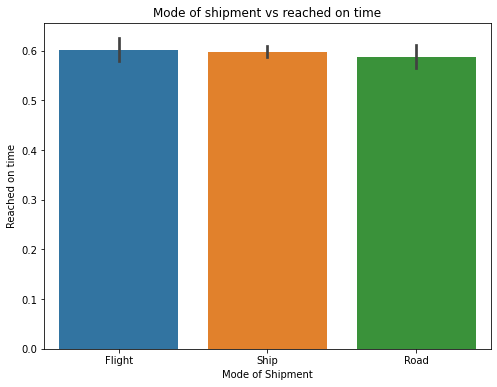 Mode of shipment vs reached on time
Reached on time
0.6
0.5
0.4
0.3
0.2
0.1
0.0
Flight Ship Road
Mode of Shipment